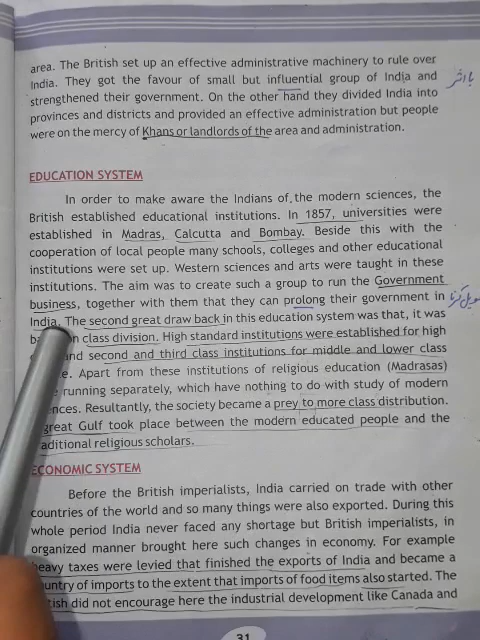 area. The British set up an effective administrative machinery to rule over
India. They got the favour of small but influential group of India and
strengthened their government. On the other hand they divided India into
provinces and districts and provided an effective administration but people
were on the mercy of Khans or landlords of the area and administration.
با اثر
EDUCATION SYSTEM
In order to make aware the Indians of the modern sciences, the
British established educational institutions. In 1857, universities were
established in Madras, Calcutta and Bombay. Beside this with the
cooperation of local people many schools, colleges and other educational
institutions were set up. Western sciences and arts were taught in these
institutions. The aim was to create such a group to run the Government
business, together with them that they can prolong their government in
India. The second great draw back in this education system was that, it was
class division. High standard institutions were established for high
and second and third class institutions for middle and lower class
Apart from these institutions of religious education (Madrasas)
running separately, which have nothing to do with study of modern
Resultantly, the society became a prey to more class distribution.
great Gulf took place between the modern educated people and the
religious scholars.
ECONOMIC SYSTEM
Before the British imperialists, India carried on trade with other
countries of the world and so many things were also exported. During this
whole period India never faced any shortage but British imperialists, in
organized manner brought here such changes in economy. For example
heavy taxes were levied that finished the exports of India and became a
country of imports to the extent that imports of food items also started. The
did not encourage here the industrial development like Canada and
31